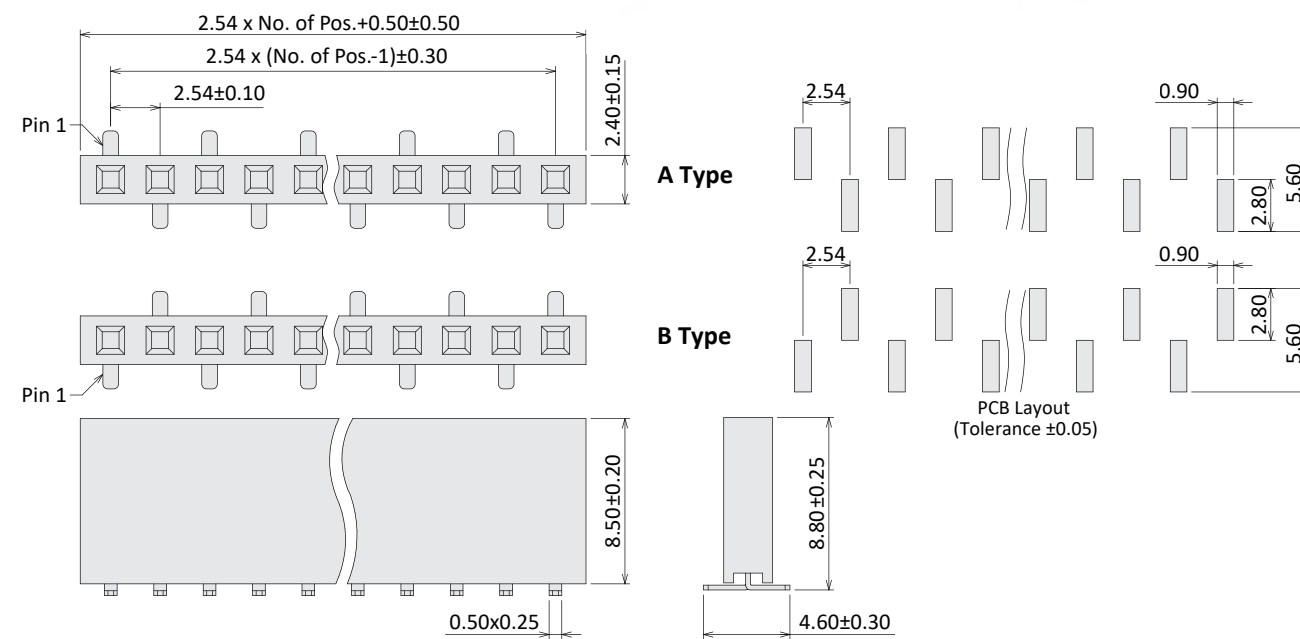 2.54 x No. of Pos.+0.50±0.50
2.54 x (No. of Pos.-1)±0.30
2.54±0.10
2.40±0.15
Pin 1
A Type
2.54
0.90
2.80
5.60
Pin 1
B Type
2.54
0.90
2.80
5.60
PCB Layout
(Tolerance ±0.05)
8.50±0.20
0.50x0.25
8.80±0.25
4.60±0.30